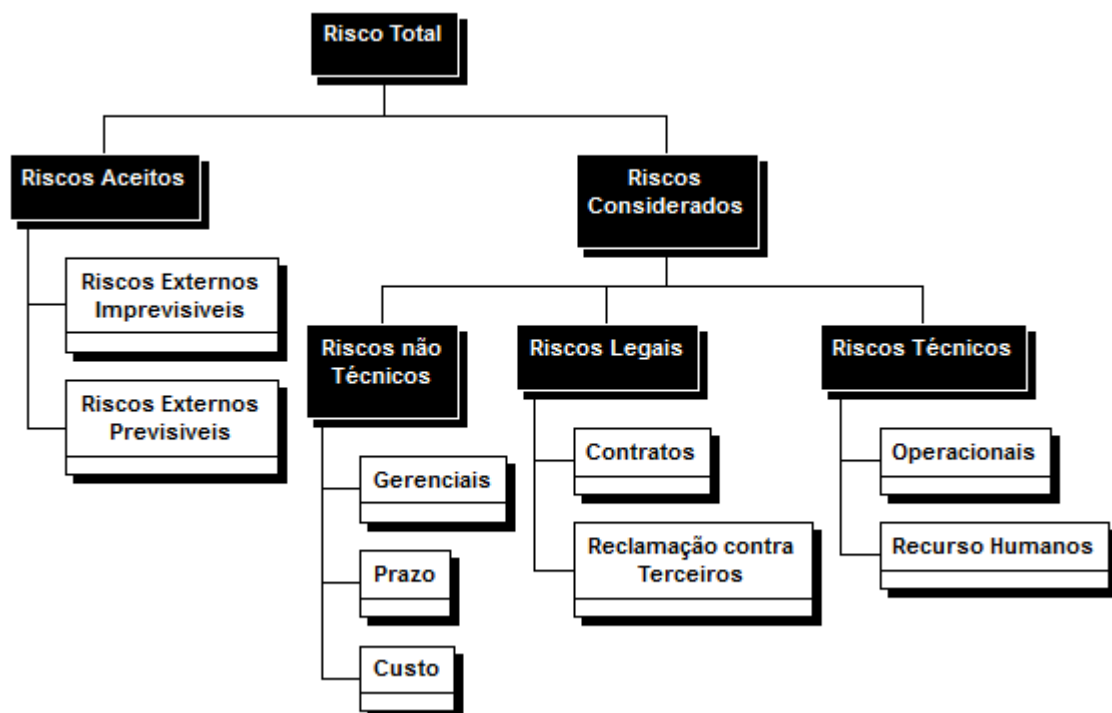 Risco Total
Riscos Aceitos
Riscos
Considerados
Riscos Externos
Imprevisiveis
Riscos Externos
Previsiveis
Riscos não
Técnicos
Gerenciais
Prazo
Custo
Riscos Legais
Contratos
Reclamação contra
Terceiros
Riscos Técnicos
Operacionais
Recurso Humanos